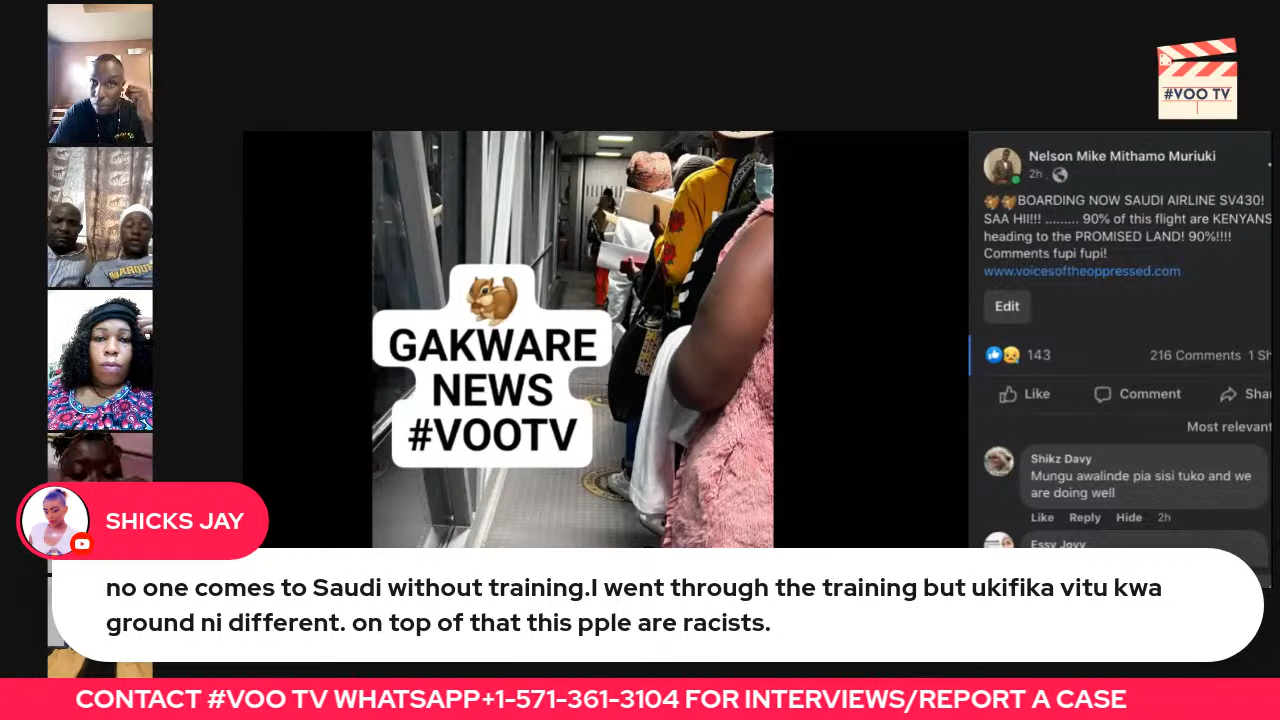 #VOO TV
Nelson Mike Mithamo Muriuki
2h
BOARDING NOW SAUDI AIRLINE SV430!
SAA HII!!! ......... 90% of this flight are KENYANS
heading to the PROMISED LAND! 90%!!!!
Comments fupi fupi!
www.voicesoftheoppressed.com
Edit
143 216 Comments 1 Sh
Like Comment Shar
Most relevant
Shikz Davy
Mungu awalinde pia sisi tuko and we
are doing well
Like Reply Hide 2h
Essy Joyy
GAKWARE
NEWS
#VOOTV
SHICKS JAY
no one comes to Saudi without training.I went through the training but ukifika vitu kwa
ground ni different. on top of that this pple are racists.
CONTACT #VOO TV WHATSAPP+1-571-361-3104 FOR INTERVIEWS/REPORT A CASE